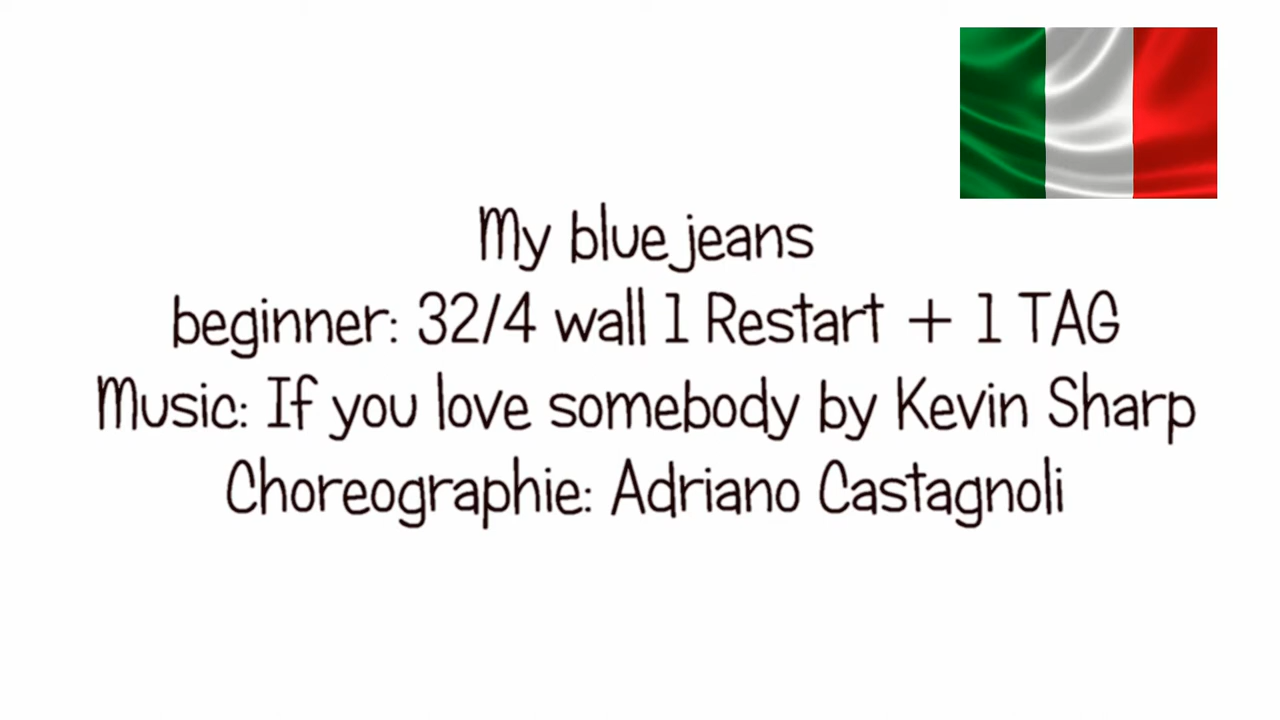 My blue jeans
beginner: 32/4 wall 1 Restart + 1 TAG
Music: If you love somebody by Kevin Sharp
Choreographie: Adriano Castagnoli